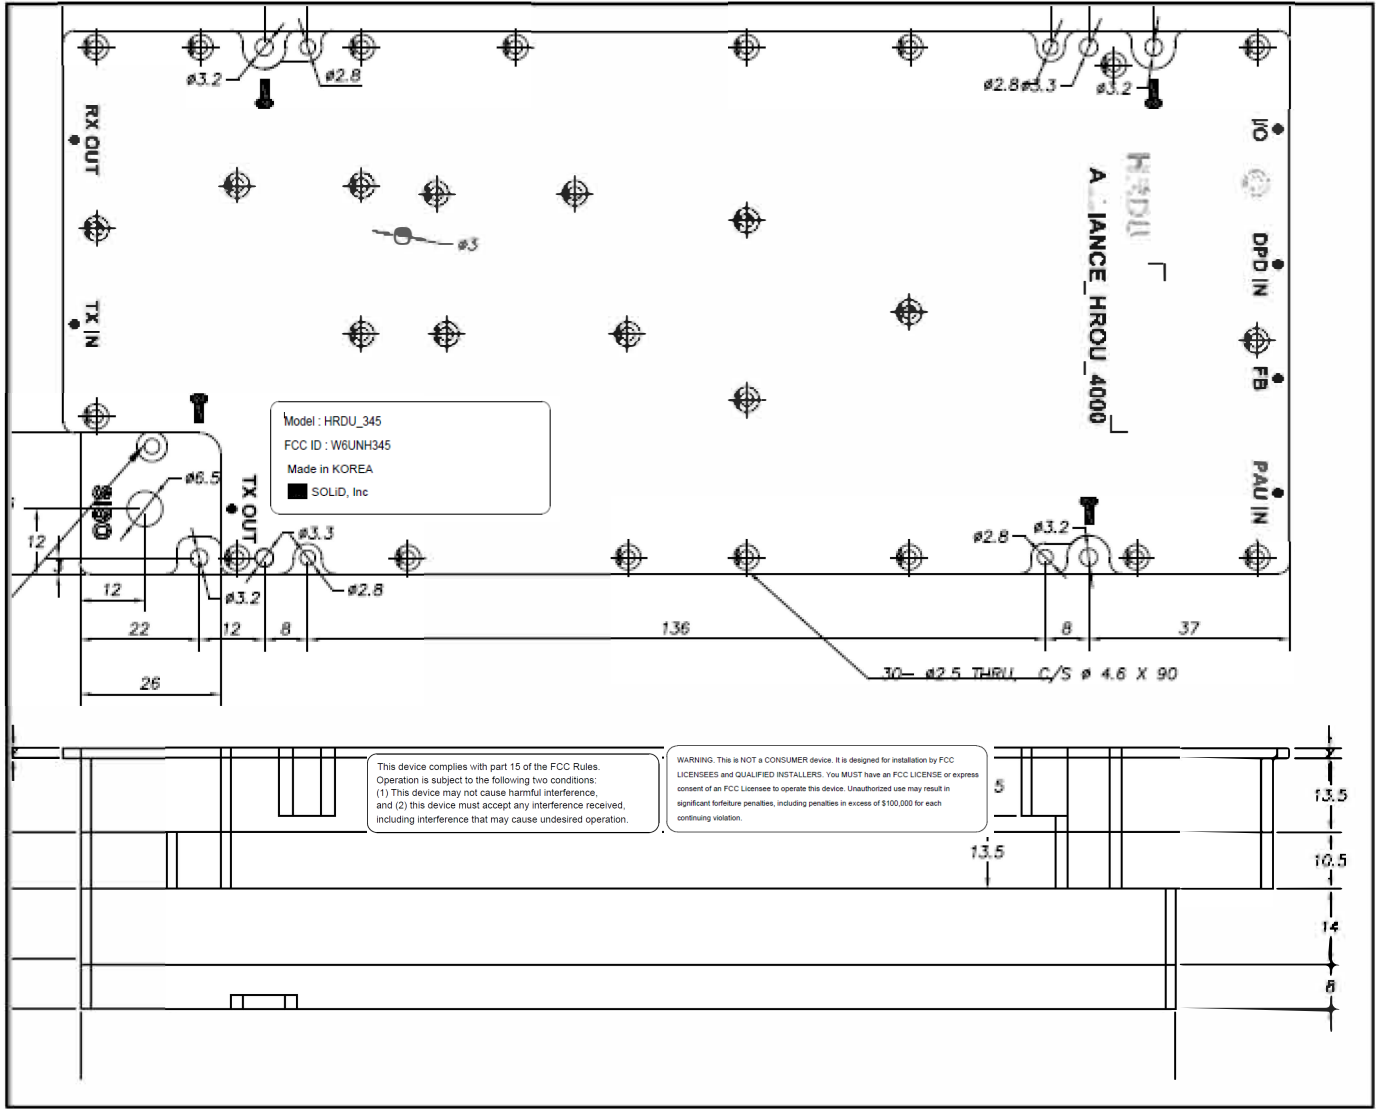 ø3.2
ø2.8
ø2.8
ø3.3
ø3.2
RX OUT
I/O
ø3
HRDU
IANCE_HROU_4000
DPD IN
TX IN
FB
Model : HRDU_345
FCC ID : W6UNH345
Made in KOREA
SOLiD, Inc
ø6.5
TX OUT
PAU IN
12
ø3.3
ø2.8
ø3.2
12
ø3.2
ø2.8
22
12
8
136
8
37
30– ø2.5 THRU, C/S ø 4.6 X 90
26
This device complies with part 15 of the FCC Rules.
Operation is subject to the following two conditions:
(1) This device may not cause harmful interference,
and (2) this device must accept any interference received,
including interference that may cause undesired operation.
WARNING. This is NOT a CONSUMER device. It is designed for installation by FCC
LICENSEES and QUALIFIED INSTALLERS. You MUST have an FCC LICENSE or express
consent of an FCC Licensee to operate this device. Unauthorized use may result in
significant forfeiture penalties, including penalties in excess of $100,000 for each
continuing violation.
5
13.5
13.5
10.5
14
8